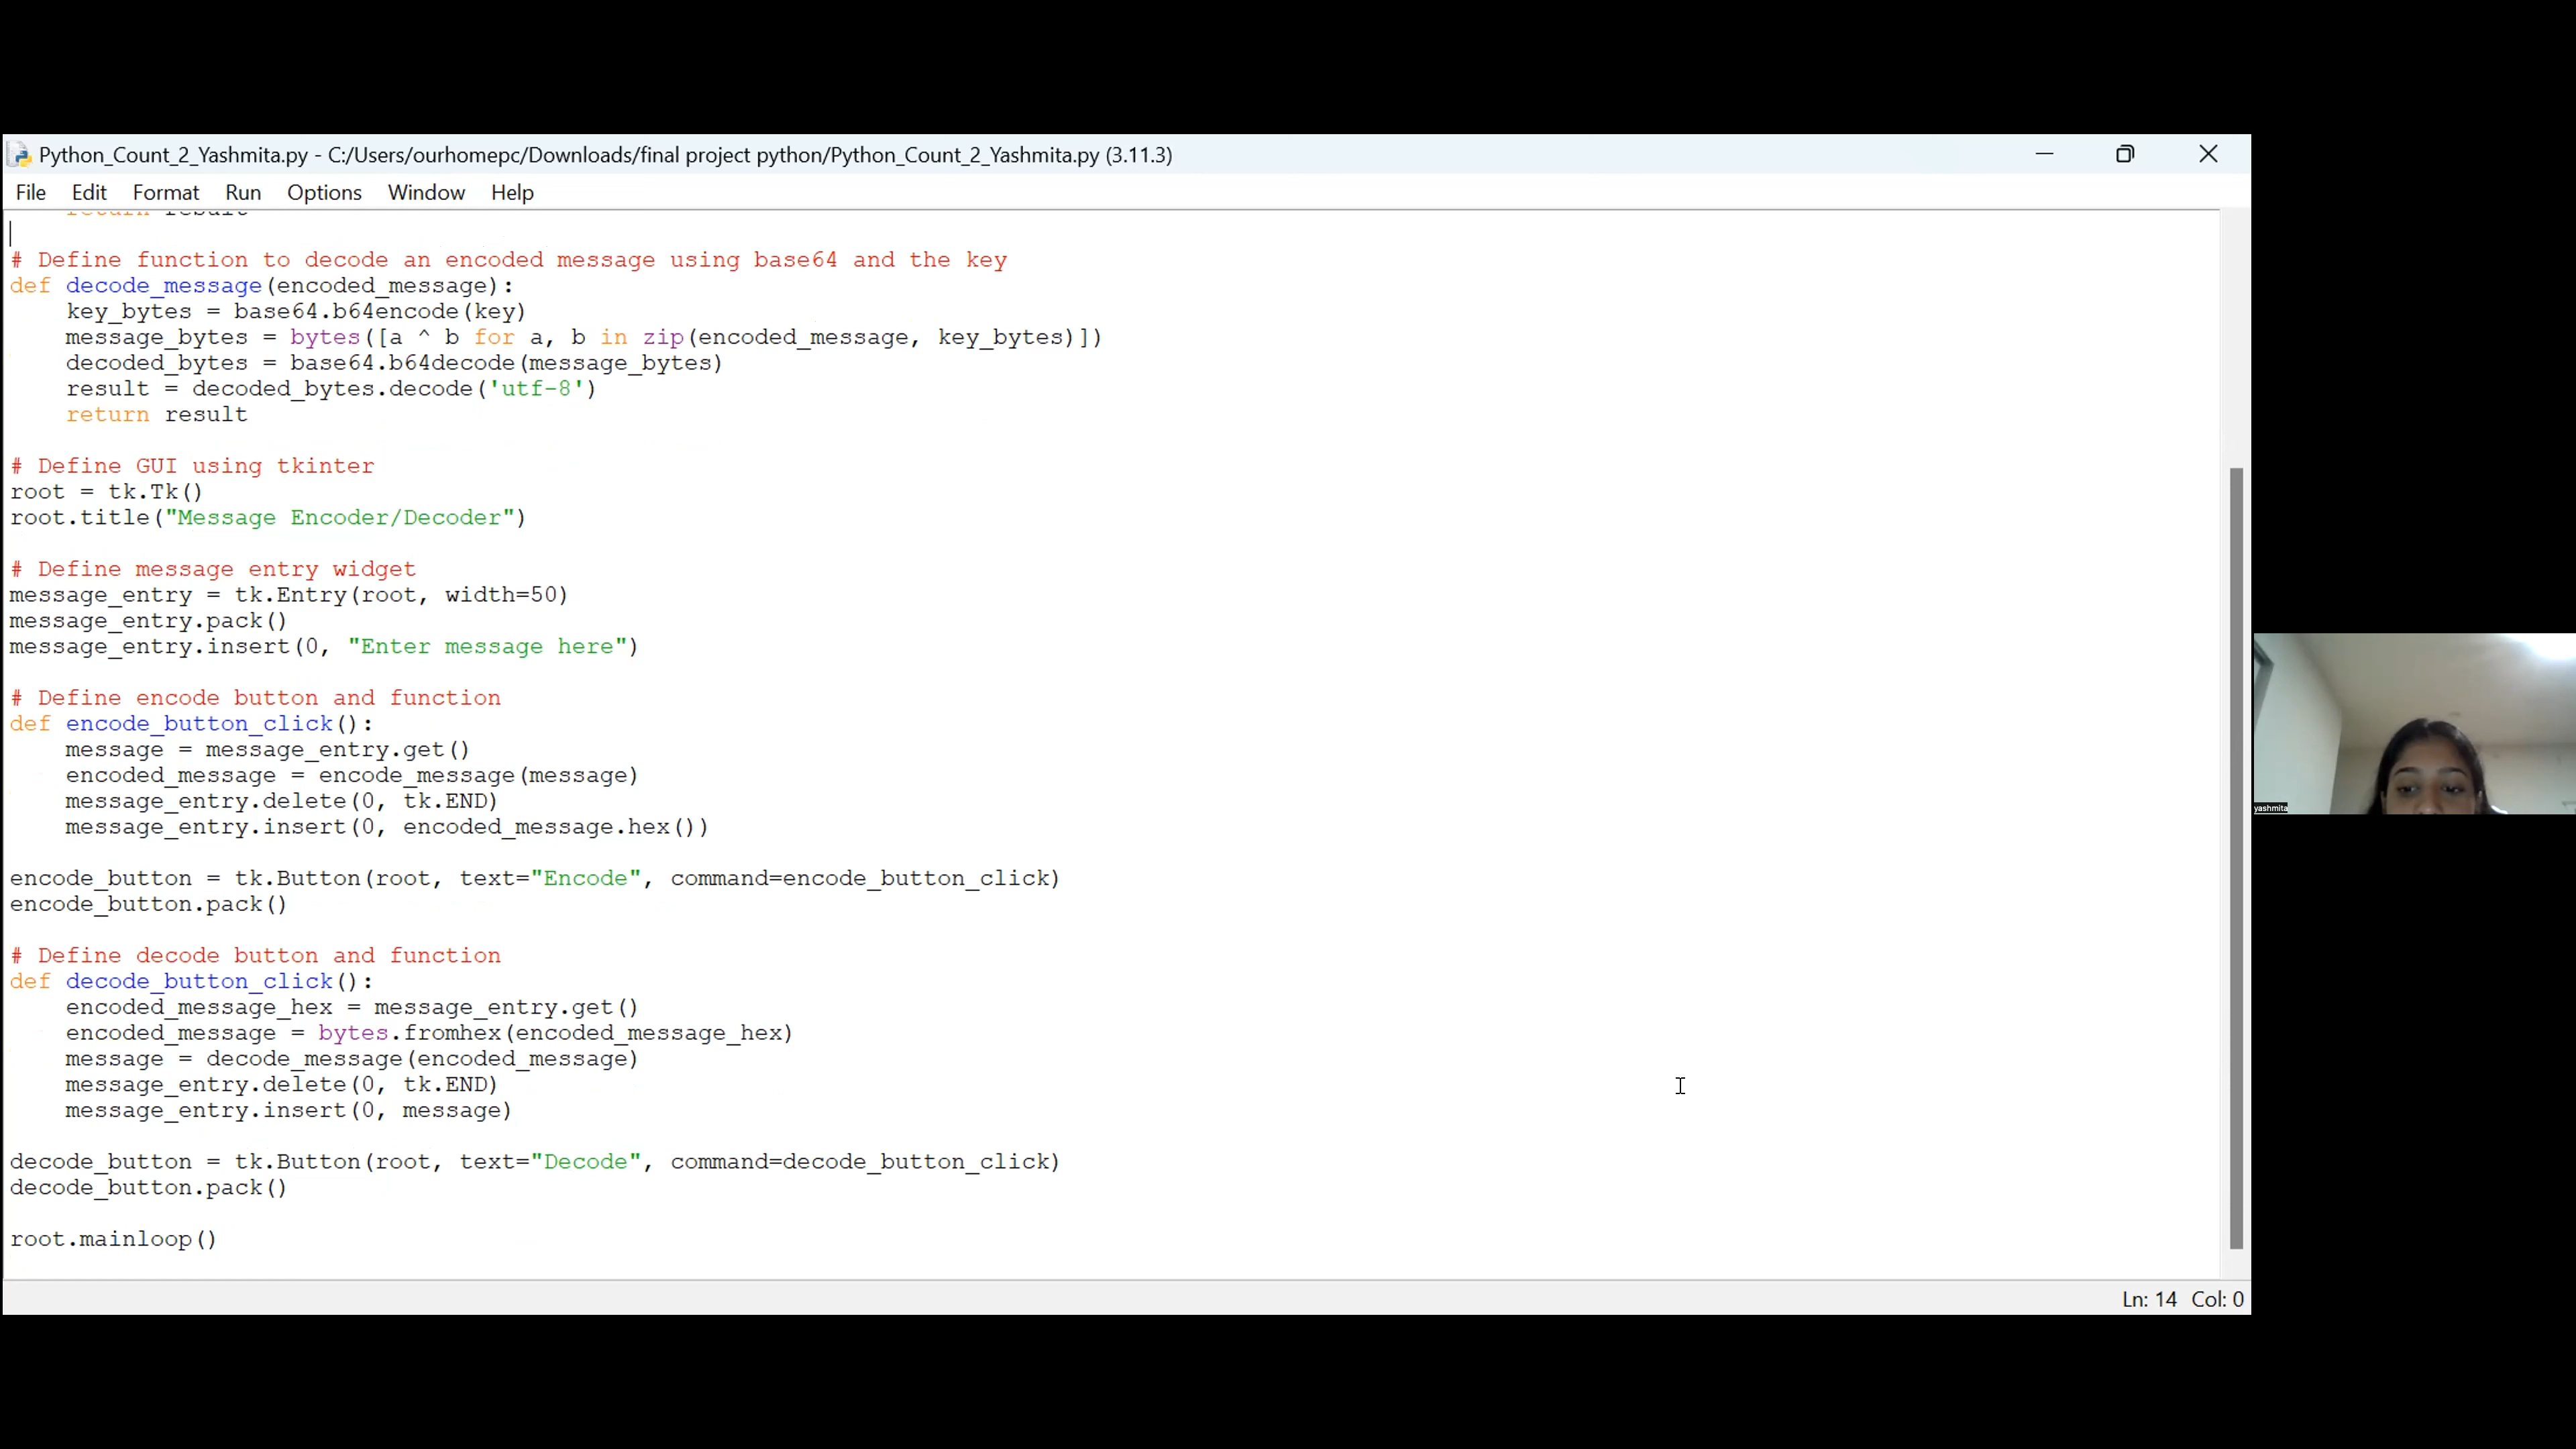 Python_Count_2_Yashmita.py - C:/Users/ourhomepc/Downloads/final project python/Python_Count_2_Yashmita.py (3.11.3)
File Edit Format Run Options Window Help
return result
# Define function to decode an encoded message using base64 and the key
def decode_message(encoded_message):
    key_bytes = base64.b64encode(key)
    message_bytes = bytes([a ^ b for a, b in zip(encoded_message, key_bytes)])
    decoded_bytes = base64.b64decode(message_bytes)
    result = decoded_bytes.decode('utf-8')
    return result
# Define GUI using tkinter
root = tk.Tk()
root.title("Message Encoder/Decoder")
# Define message entry widget
message_entry = tk.Entry(root, width=50)
message_entry.pack()
message_entry.insert(0, "Enter message here")
# Define encode button and function
def encode_button_click():
    message = message_entry.get()
    encoded_message = encode_message(message)
    message_entry.delete(0, tk.END)
    message_entry.insert(0, encoded_message.hex())
encode_button = tk.Button(root, text="Encode", command=encode_button_click)
encode_button.pack()
# Define decode button and function
def decode_button_click():
    encoded_message_hex = message_entry.get()
    encoded_message = bytes.fromhex(encoded_message_hex)
    message = decode_message(encoded_message)
    message_entry.delete(0, tk.END)
    message_entry.insert(0, message)
decode_button = tk.Button(root, text="Decode", command=decode_button_click)
decode_button.pack()
root.mainloop()
Ln: 14 Col: 0
yashmita